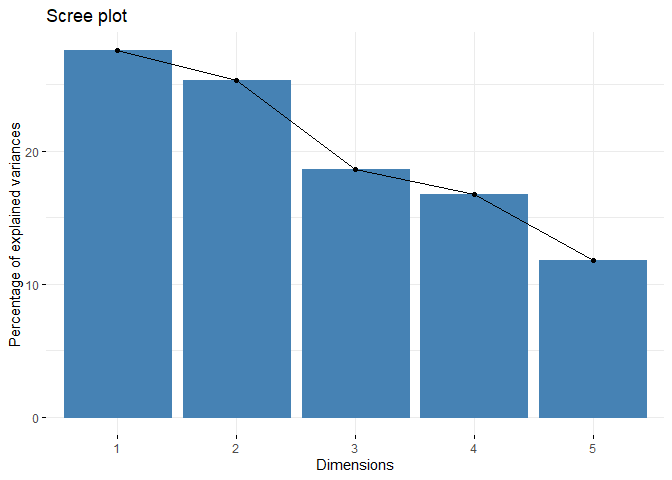 Scree plot
Percentage of explained variances
20
10
0
1 2 3 4 5
Dimensions